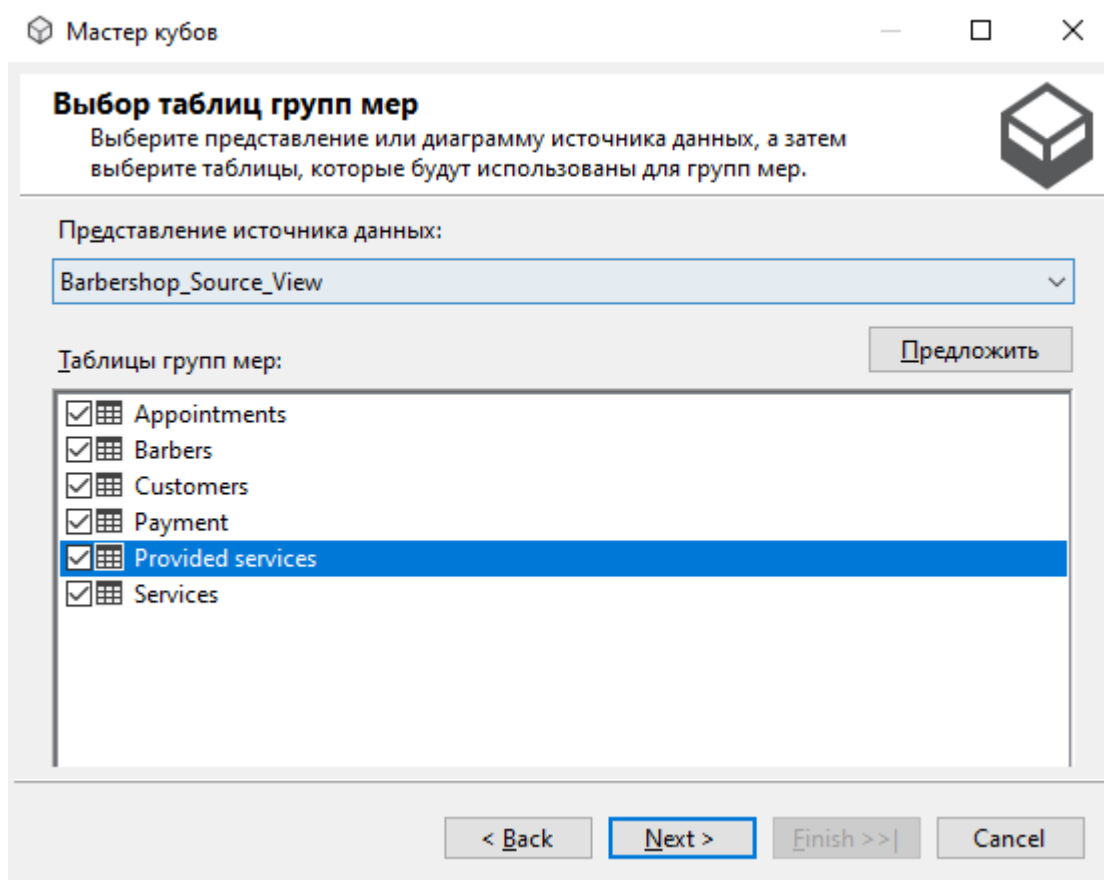 Мастер кубов
Выбор таблиц групп мер
Выберите представление или диаграмму источника данных, а затем
выберите таблицы, которые будут использованы для групп мер.
Представление источника данных:
Barbershop_Source_View
Предложить
Таблицы групп мер:
Appointments
Barbers
Customers
Payment
Provided services
Services
< Back
Next >
Finish >>|
Cancel